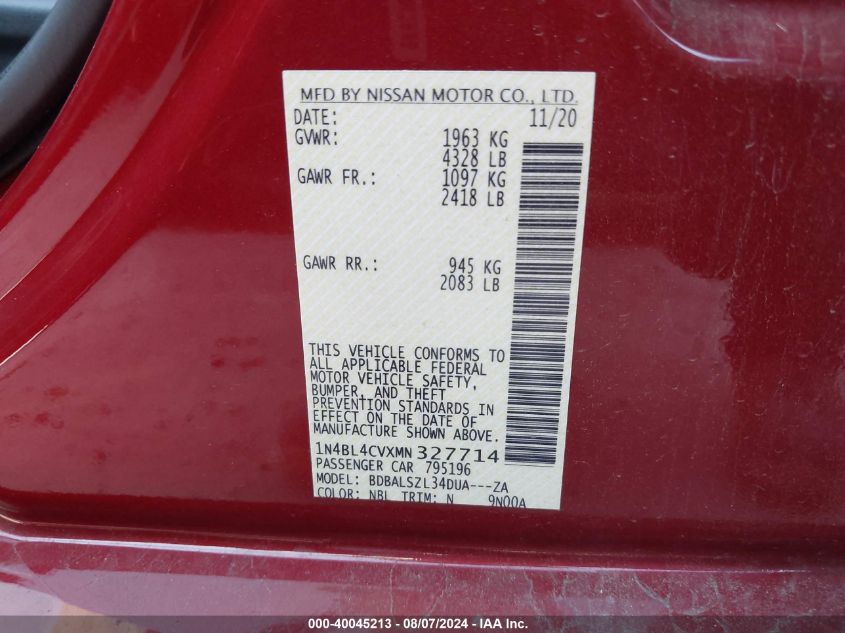 MFD BY NISSAN MOTOR CO., LTD.
DATE: 11/20
GVWR: 1963 KG
4328 LB
GAWR FR.: 1097 KG
2418 LB
GAWR RR.: 945 KG
2083 LB
THIS VEHICLE CONFORMS TO
ALL APPLICABLE FEDERAL
MOTOR VEHICLE SAFETY,
BUMPER, AND THEFT
PREVENTION STANDARDS IN
EFFECT ON THE DATE OF
MANUFACTURE SHOWN ABOVE.
1N4BL4CVXMN327714
PASSENGER CAR 795196
MODEL: BDBALSZL34DUA---ZA
COLOR: NBL TRIM: N 9N00A
000-40045213 - 08/07/2024 - IAA Inc.